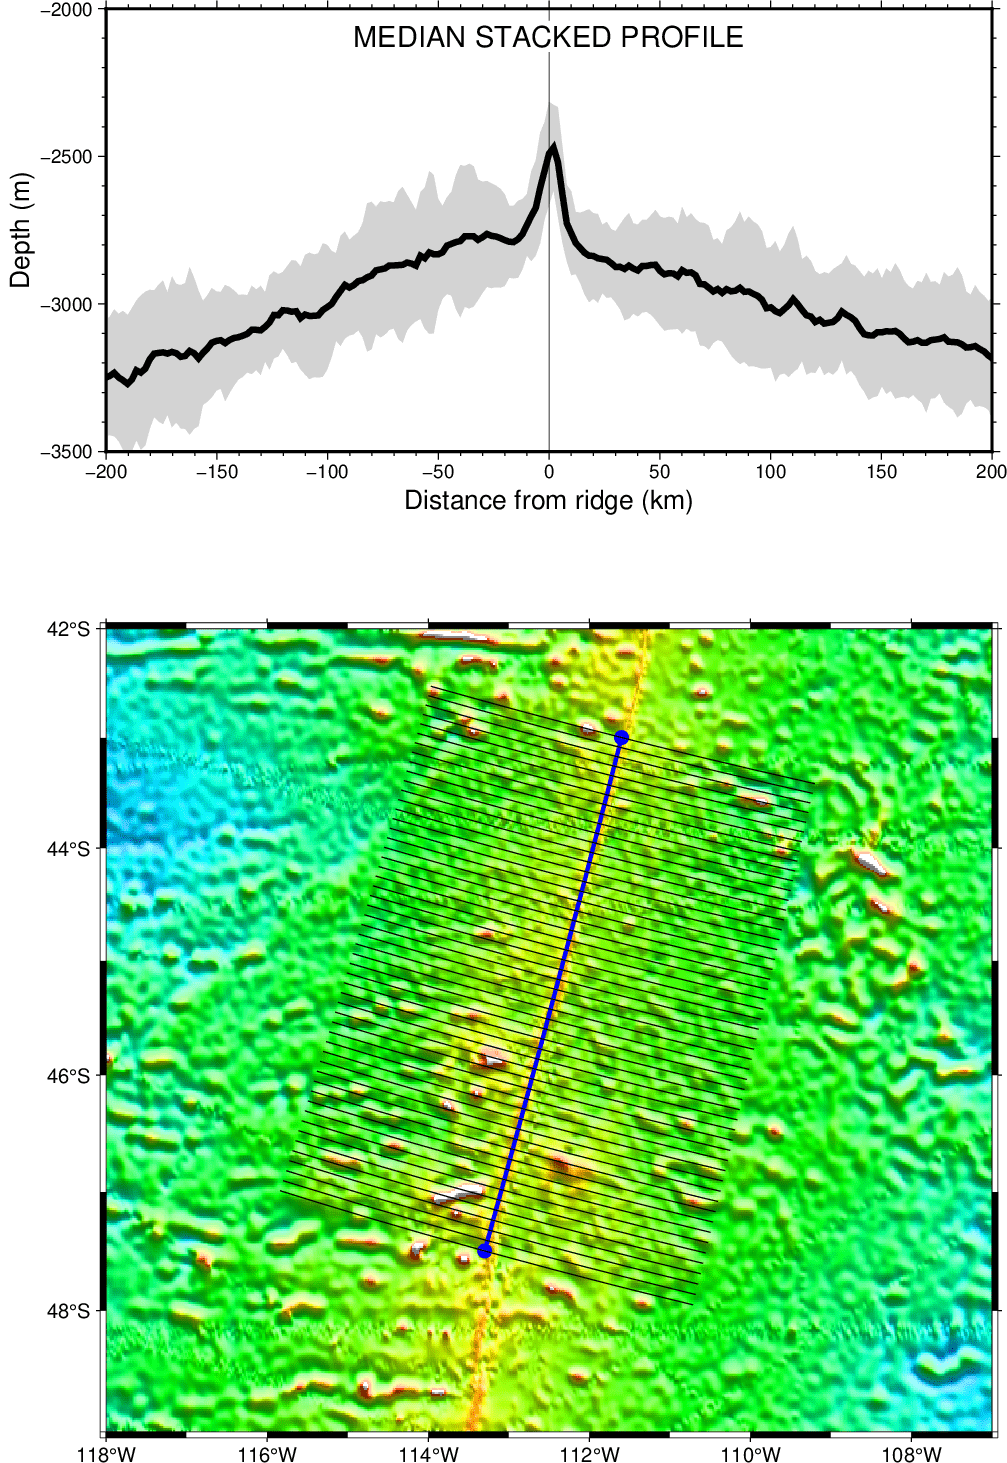 MEDIAN STACKED PROFILE
−2000
−2500
−3000
−3500
Depth (m)
−200 −150 −100 −50 0 50 100 150 200
Distance from ridge (km)
42°S
44°S
46°S
48°S
118°W 116°W 114°W 112°W 110°W 108°W